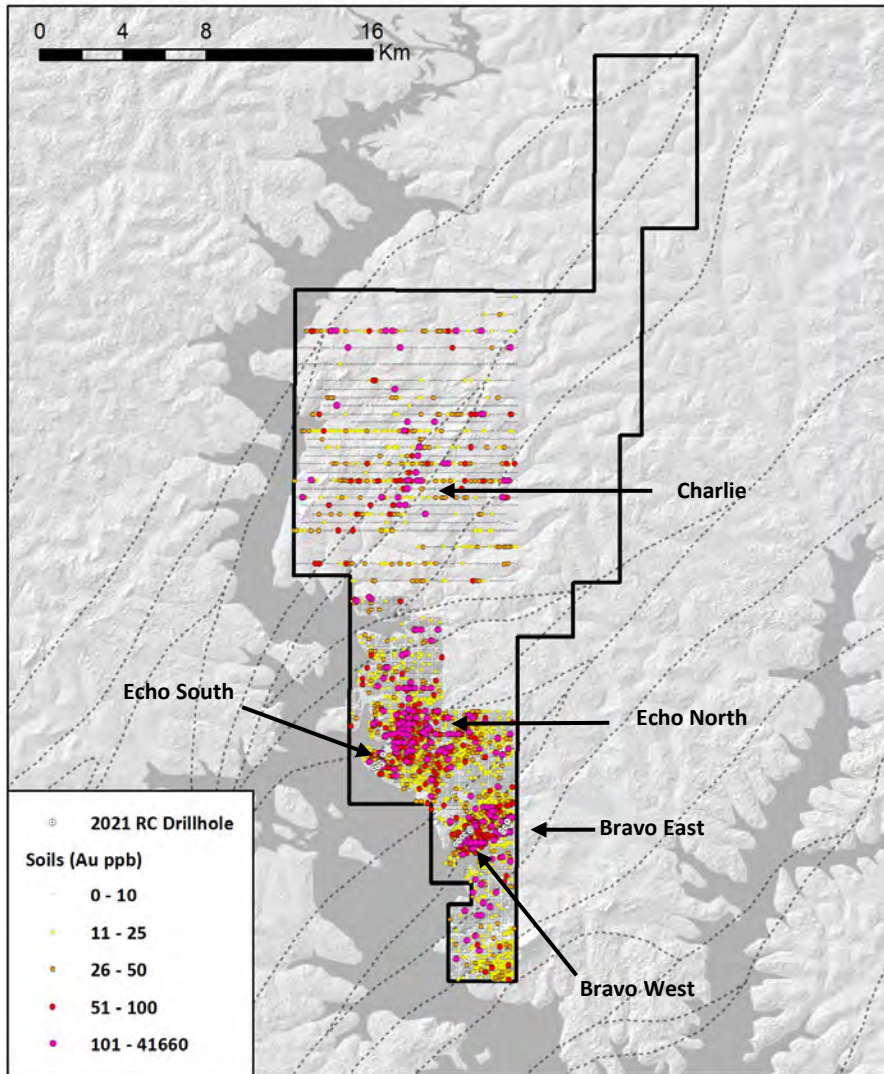 0 4 8 16
Km
Charlie
Echo South
Echo North
Bravo East
Bravo West
2021 RC Drillhole
Soils (Au ppb)
0 - 10
11 - 25
26 - 50
51 - 100
101 - 41660